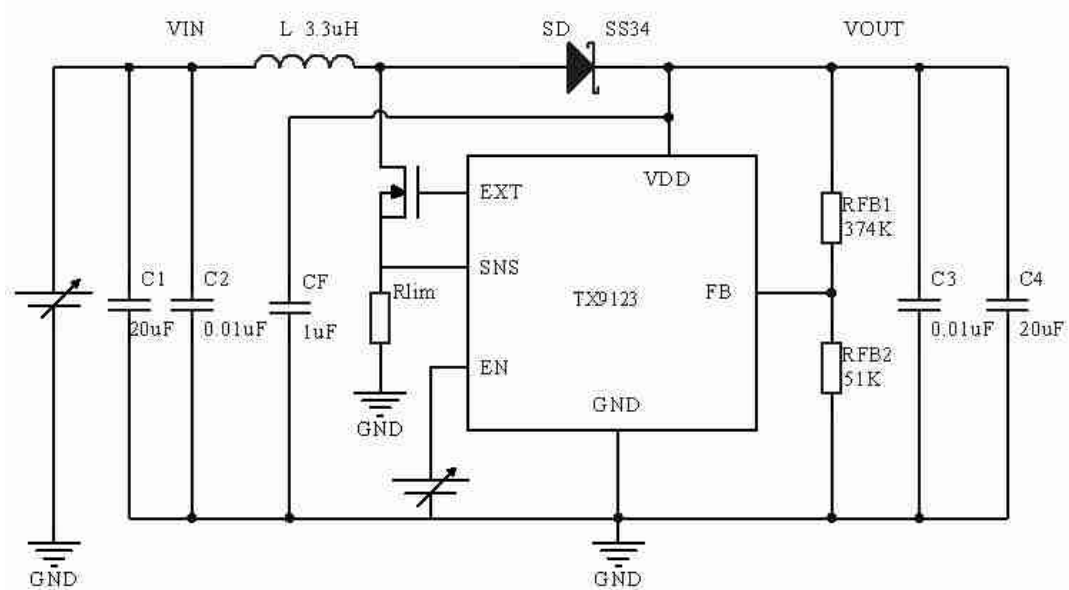 VIN
L 3.3uH
SD
SS34
VOUT
VDD
EXT
RFB1
374K
SNS
C1
20uF
C2
0.01uF
CF
1uF
Rlim
TX9123
FB
C3
0.01uF
C4
20uF
EN
RFB2
51K
GND
GND
GND
GND